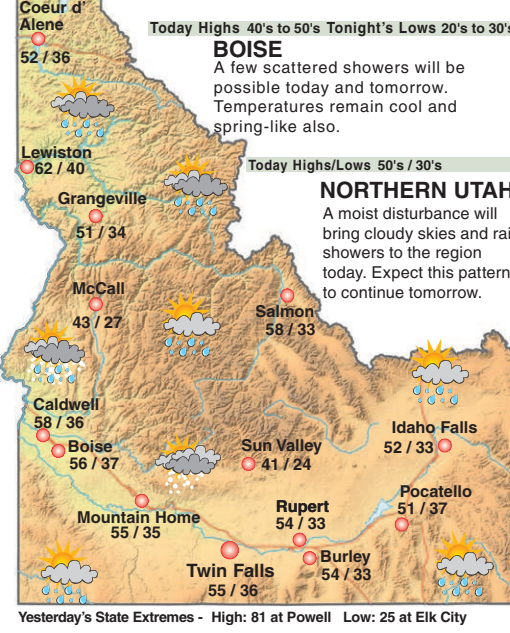 Coeur d'
Alene
52 / 36
Today Highs 40's to 50's Tonight's Lows 20's to 30's
BOISE
A few scattered showers will be
possible today and tomorrow.
Temperatures remain cool and
spring-like also.
Lewiston
62 / 40
Today Highs/Lows 50's / 30's
Grangeville
51 / 34
NORTHERN UTAH
A moist disturbance will
bring cloudy skies and rai
showers to the region
today. Expect this pattern
to continue tomorrow.
McCall
43 / 27
Salmon
58 / 33
Caldwell
58 / 36
Boise
56 / 37
Sun Valley
41 / 24
Idaho Falls
52 / 33
Mountain Home
55 / 35
Rupert
54 / 33
Pocatello
51 / 37
Twin Falls
55 / 36
Burley
54 / 33
Yesterday's State Extremes - High: 81 at Powell Low: 25 at Elk City